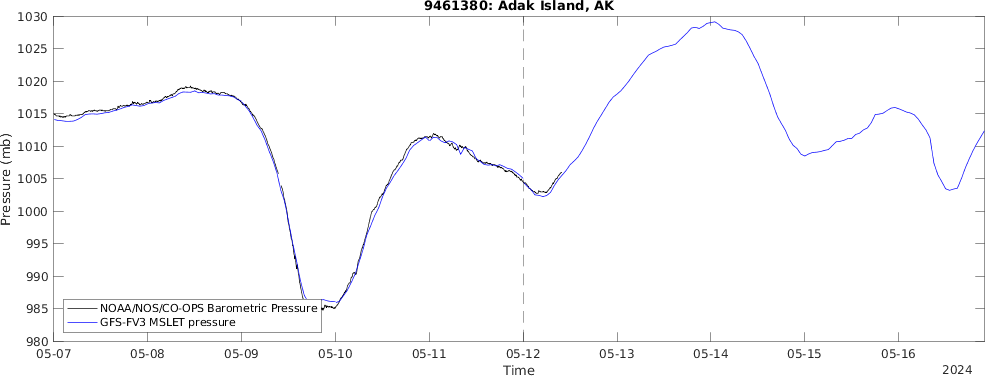 9461380: Adak Island, AK
Pressure (mb)
1030
1025
1020
1015
1010
1005
1000
995
990
985
980
NOAA/NOS/CO-OPS Barometric Pressure
GFS-FV3 MSLET pressure
05-07 05-08 05-09 05-10 05-11 05-12 05-13 05-14 05-15 05-16
Time
2024